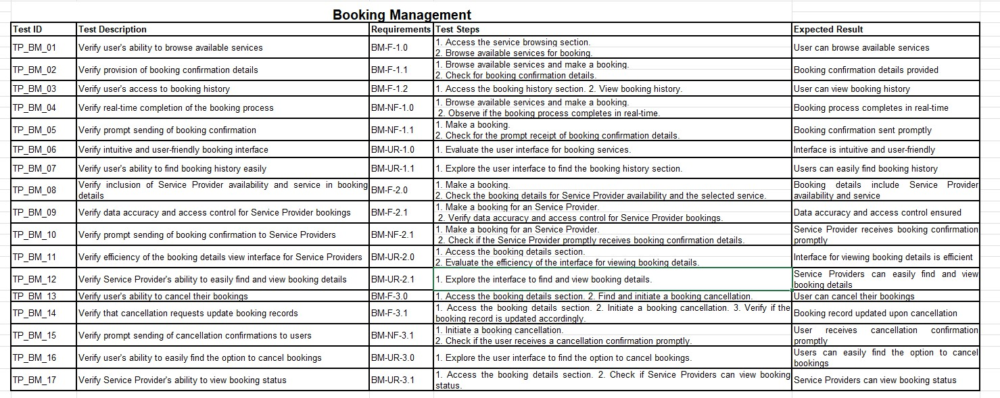 Booking Management
Test ID Test Description Requirements Test Steps Expected Result
TP_BM_01 Verify user's ability to browse available services BM-F-1.0 1. Access the service browsing section.
2. Browse available services for booking. User can browse available services
TP_BM_02 Verify provision of booking confirmation details BM-F-1.1 1. Browse available services and make a booking.
2. Check for booking confirmation details. Booking confirmation details provided
TP_BM_03 Verify user's access to booking history BM-F-1.2 1. Access the booking history section. 2. View booking history. User can view booking history
TP_BM_04 Verify real-time completion of the booking process BM-NF-1.0 1. Browse available services and make a booking.
2. Observe if the booking process completes in real-time. Booking process completes in real-time
TP_BM_05 Verify prompt sending of booking confirmation BM-NF-1.1 1. Make a booking.
2. Check for the prompt receipt of booking confirmation details. Booking confirmation sent promptly
TP_BM_06 Verify intuitive and user-friendly booking interface BM-UR-1.0 1. Evaluate the user interface for booking services. Interface is intuitive and user-friendly
TP_BM_07 Verify user's ability to find booking history easily BM-UR-1.1 1. Explore the user interface to find the booking history section. Users can easily find booking history
TP_BM_08 Verify inclusion of Service Provider availability and service in booking
details BM-F-2.0 1. Make a booking.
2. Check the booking details for Service Provider availability and the selected service. Booking details include Service Provider
availability and service
TP_BM_09 Verify data accuracy and access control for Service Provider bookings BM-F-2.1 1. Make a booking for an Service Provider.
2. Verify data accuracy and access control for Service Provider bookings. Data accuracy and access control ensured
TP_BM_10 Verify prompt sending of booking confirmation to Service Providers BM-NF-2.1 1. Make a booking for an Service Provider.
2. Check if the Service Provider promptly receives booking confirmation details. Service Provider receives booking confirmation
promptly
TP_BM_11 Verify efficiency of the booking details view interface for Service Providers BM-UR-2.0 1. Access the booking details section.
2. Evaluate the efficiency of the interface for viewing booking details. Interface for viewing booking details is efficient
TP_BM_12 Verify Service Provider's ability to easily find and view booking details BM-UR-2.1 1. Explore the interface to find and view booking details. Service Providers can easily find and view
booking details
TP_BM_13 Verify user's ability to cancel their bookings BM-F-3.0 1. Access the booking details section. 2. Find and initiate a booking cancellation. User can cancel their bookings
TP_BM_14 Verify that cancellation requests update booking records BM-F-3.1 1. Access the booking details section. 2. Initiate a booking cancellation. 3. Verify if the
booking record is updated accordingly. Booking record updated upon cancellation
TP_BM_15 Verify prompt sending of cancellation confirmations to users BM-NF-3.1 1. Initiate a booking cancellation.
2. Check if the user receives a cancellation confirmation promptly. User receives cancellation confirmation
promptly
TP_BM_16 Verify user's ability to easily find the option to cancel bookings BM-UR-3.0 1. Explore the user interface to find the option to cancel bookings. Users can easily find the option to cancel
bookings
TP_BM_17 Verify Service Provider's ability to view booking status BM-UR-3.1 1. Access the booking details section. 2. Check if Service Providers can view booking
status. Service Providers can view booking status